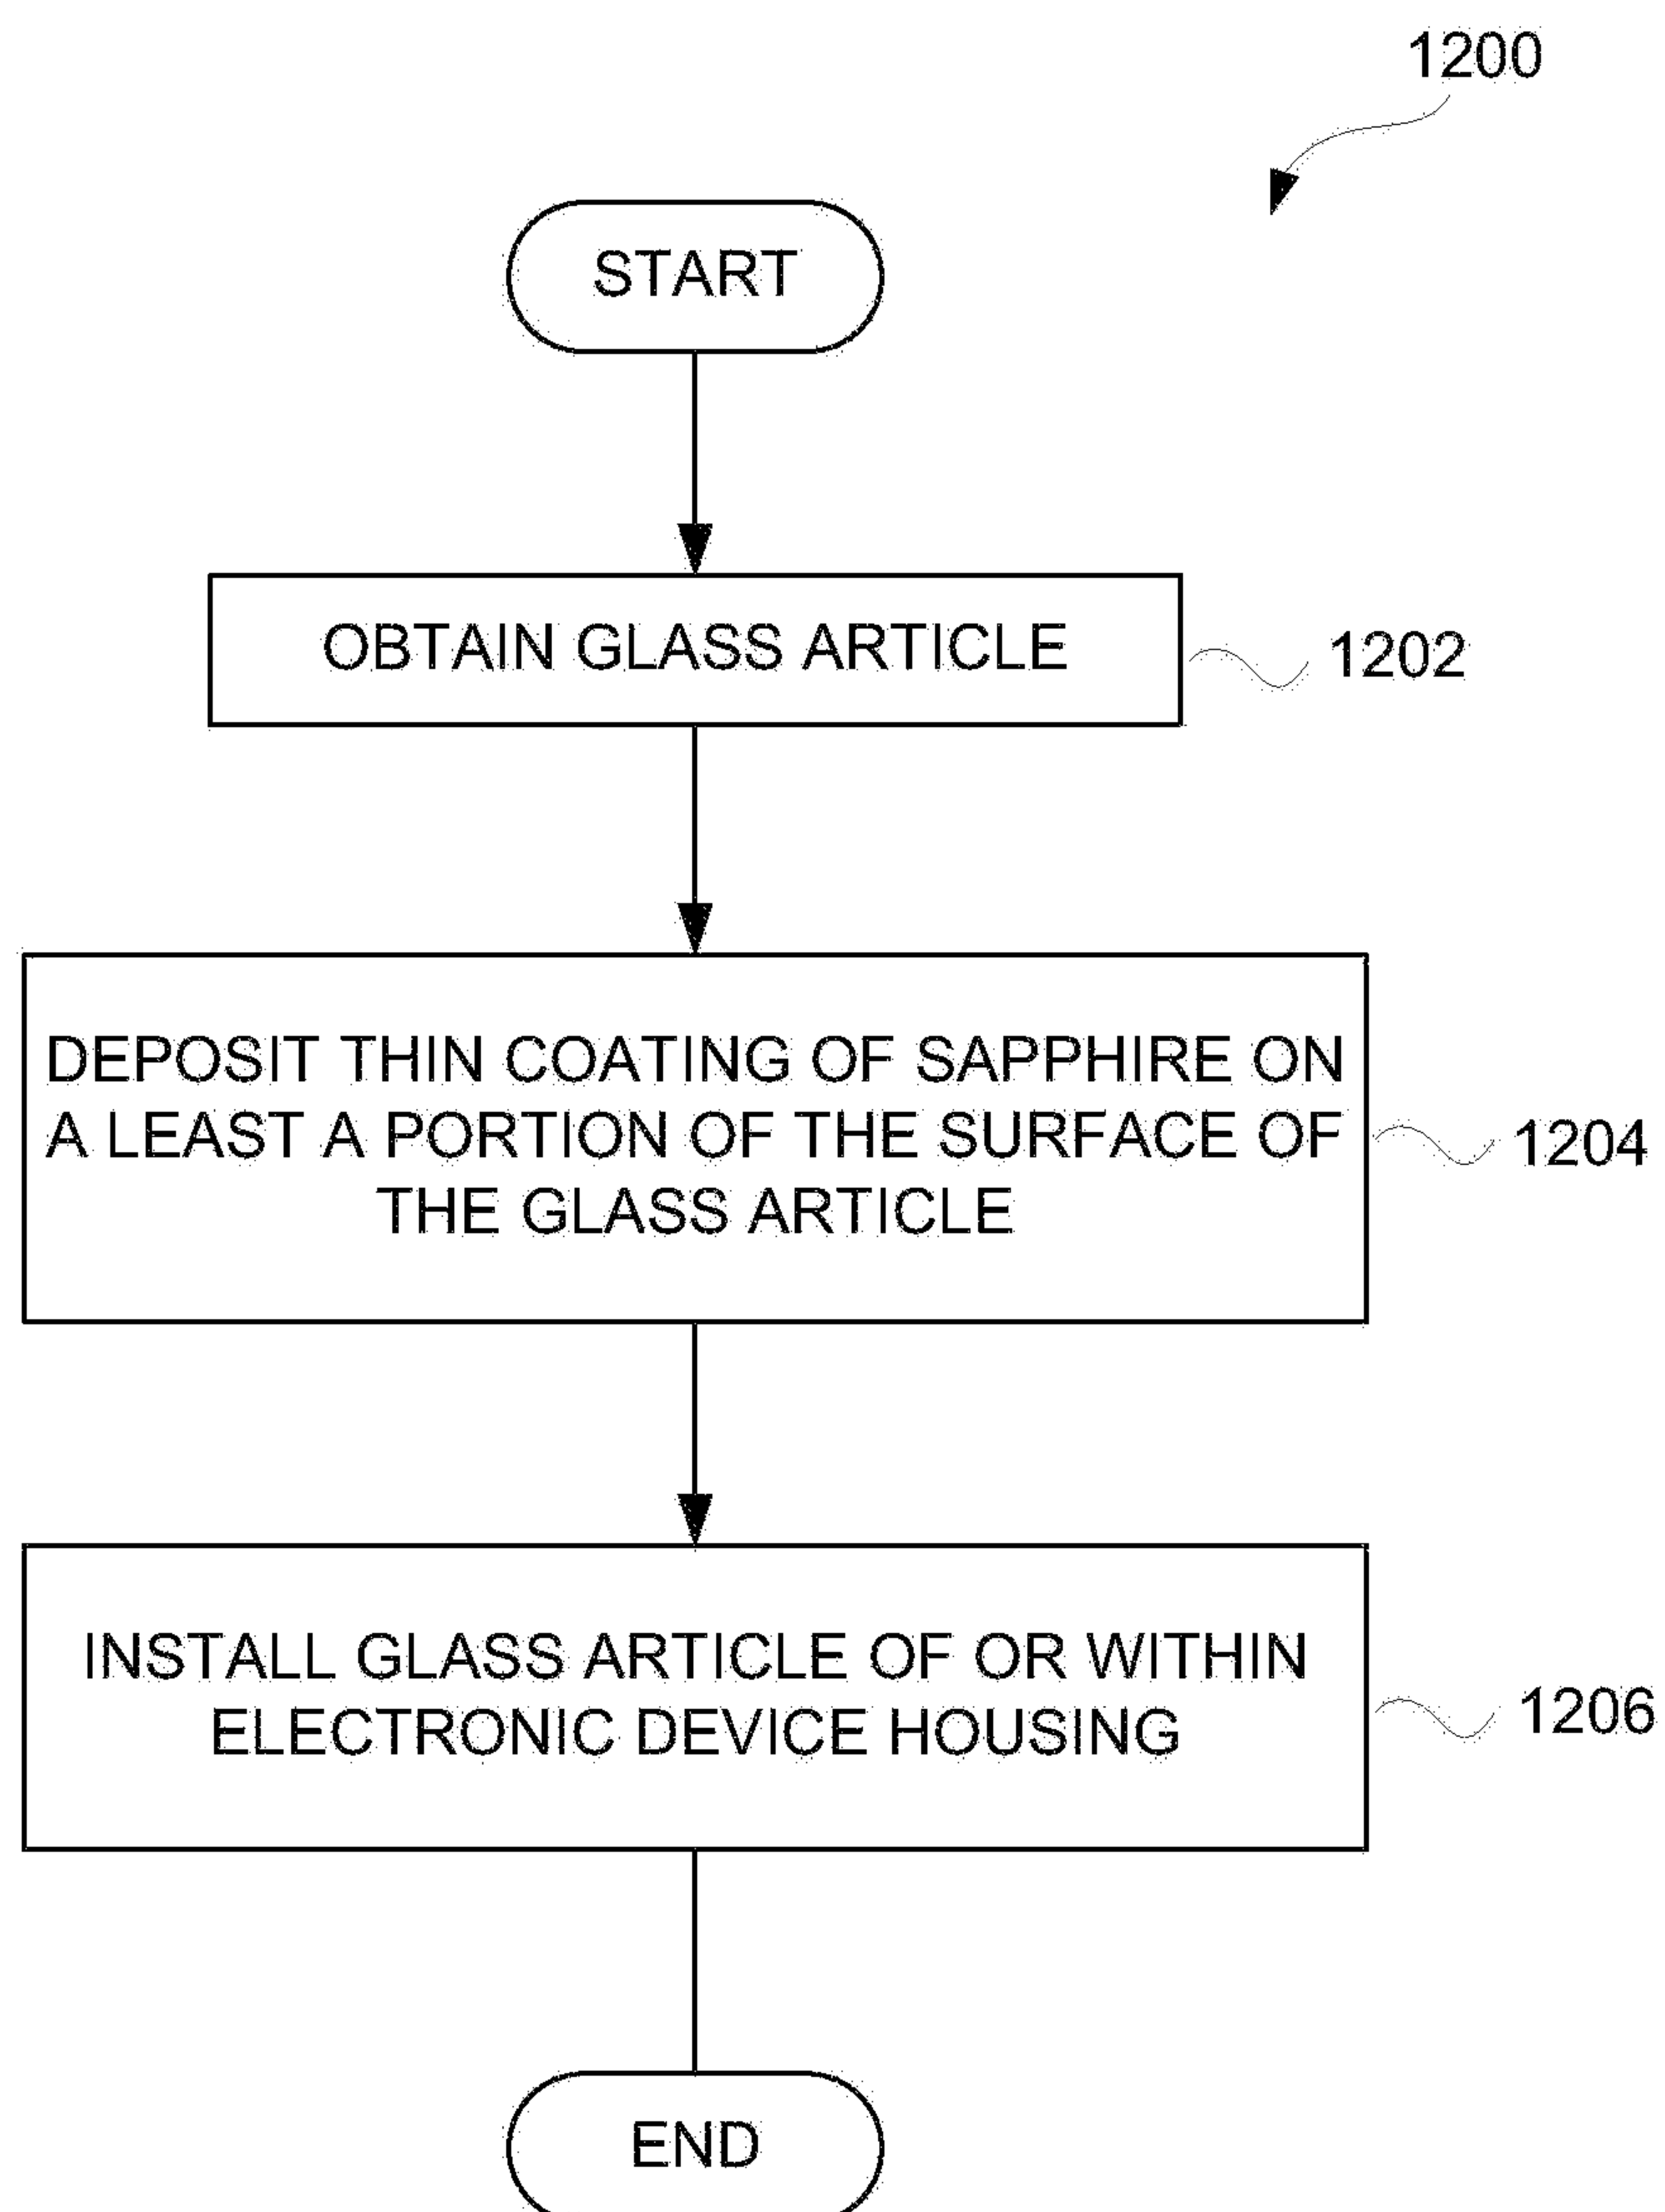 1200
START
OBTAIN GLASS ARTICLE
1202
DEPOSIT THIN COATING OF SAPPHIRE ON
A LEAST A PORTION OF THE SURFACE OF
THE GLASS ARTICLE
1204
INSTALL GLASS ARTICLE OF OR WITHIN
ELECTRONIC DEVICE HOUSING
1206
END